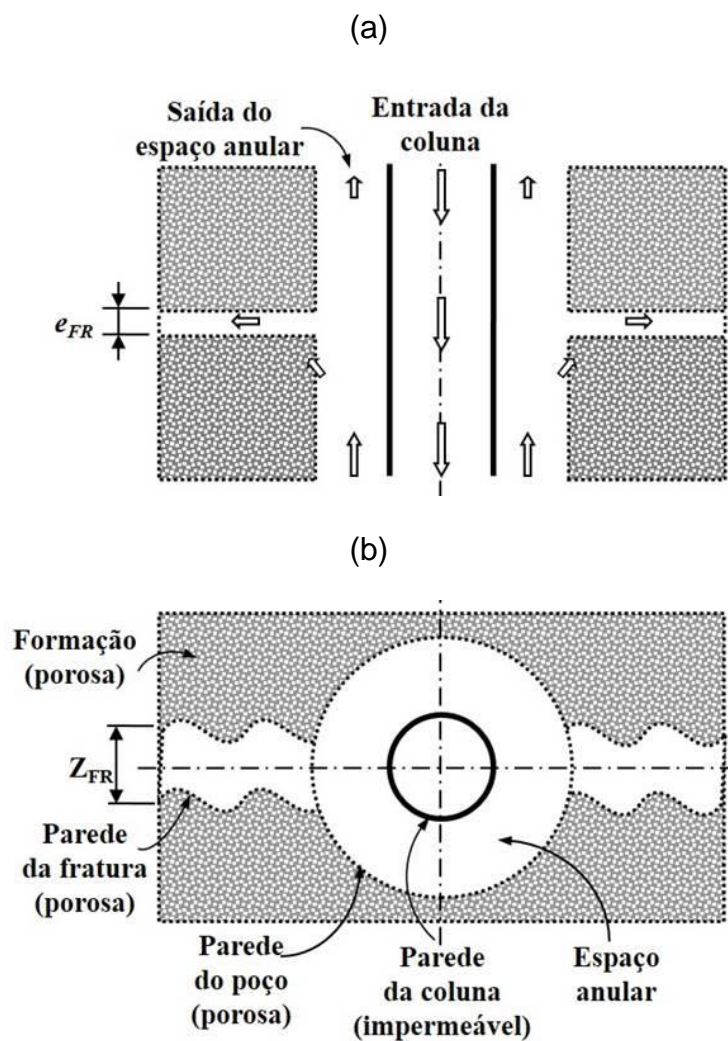 (a)
Saída do
espaço anular
Entrada da
coluna
e_FR
(b)
Formação
(porosa)
Z_FR
Parede
da fratura
(porosa)
Parede
do poço
(porosa)
Parede
da coluna
(impermeável)
Espaço
anular